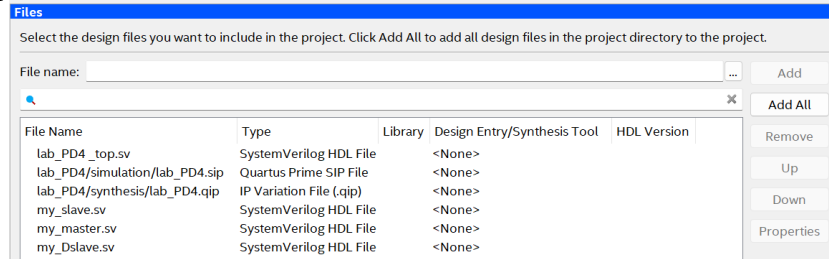 Files
Select the design files you want to include in the project. Click Add All to add all design files in the project directory to the project.
File name: ... Add
Add All
File Name Type Library Design Entry/Synthesis Tool HDL Version
Remove
lab_PD4 _top.sv SystemVerilog HDL File <None>
lab_PD4/simulation/lab_PD4.sip Quartus Prime SIP File <None>
Up
lab_PD4/synthesis/lab_PD4.qip IP Variation File (.qip) <None>
Down
my_slave.sv SystemVerilog HDL File <None>
my_master.sv SystemVerilog HDL File <None>
Properties
my_Dslave.sv SystemVerilog HDL File <None>